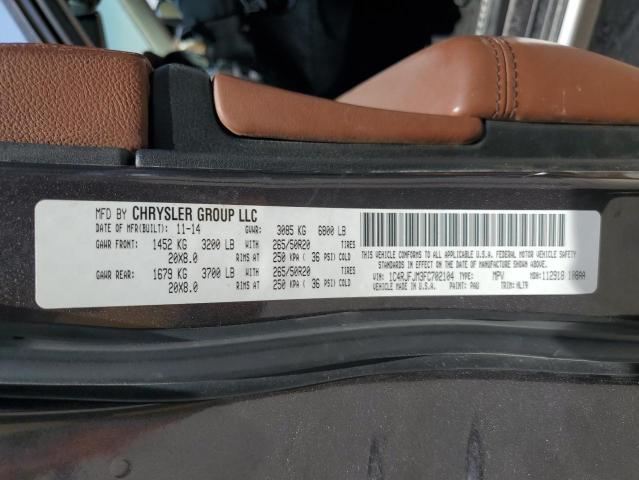 MFD BY CHRYSLER GROUP LLC
DATE OF MFR(BUILT): 11-14 GVWR: 3085 KG 6800 LB
GAWR FRONT: 1452 KG 3200 LB WITH 265/50R20 TIRES
20X8.0 RIMS AT 250 KPA ( 36 PSI) COLD
GAWR REAR: 1679 KG 3700 LB WITH 265/50R20 TIRES
20X8.0 RIMS AT 250 KPA ( 36 PSI) COLD
THIS VEHICLE CONFORMS TO ALL APPLICABLE U.S.A. FEDERAL MOTOR VEHICLE SAFETY
STANDARDS IN EFFECT ON THE DATE OF MANUFACTURE SHOWN ABOVE.
VIN: 1C4RJFJM3FC702104 TYPE: MPV MDH: 112918
VEHICLE MADE IN U.S.A. PAINT: PAU TRIM: HLTR